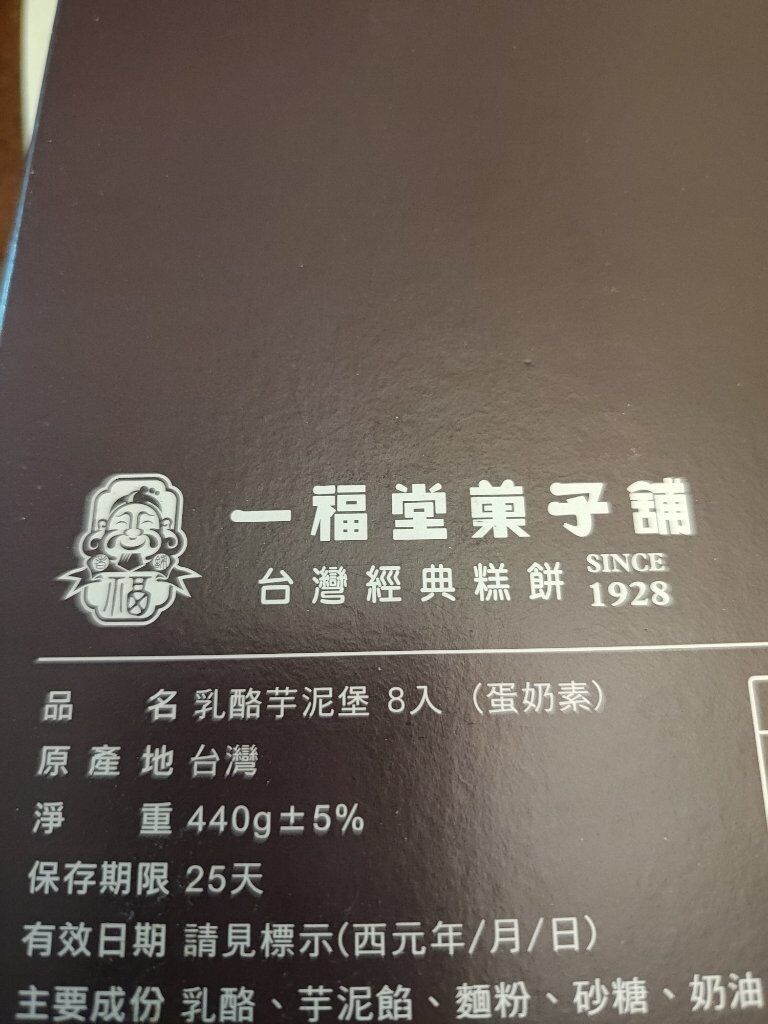 一福堂菓子舖
台灣經典糕餅 SINCE 1928
福
品名 乳酪芋泥堡 8入 (蛋奶素)
原產地 台灣
淨重 440g±5%
保存期限 25天
有效日期 請見標示(西元年/月/日)
主要成份 乳酪、芋泥餡、麵粉、砂糖、奶油